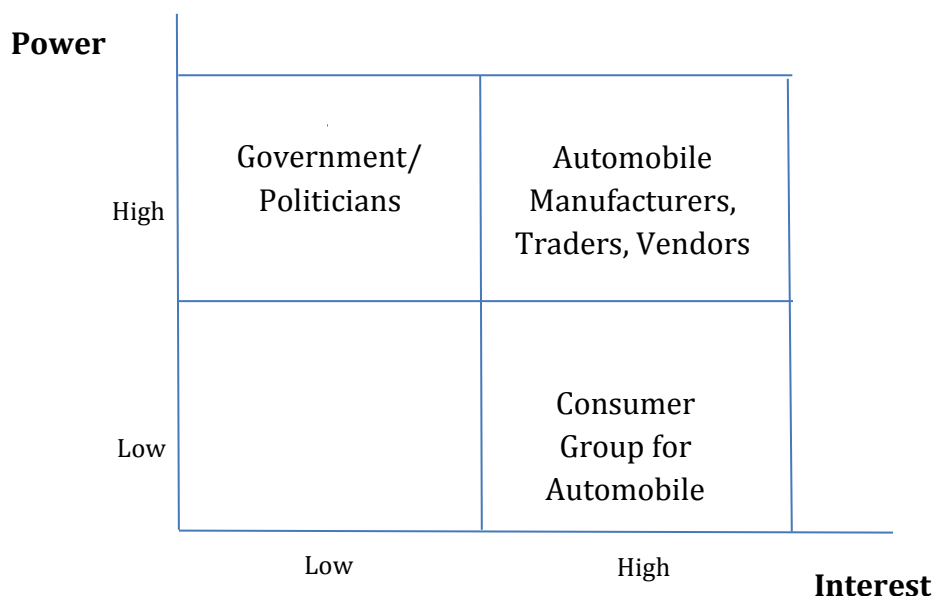 Power
Government/
Politicians
Automobile
Manufacturers,
Traders, Vendors
High
Consumer
Group for
Automobile
Low
Low
High
Interest